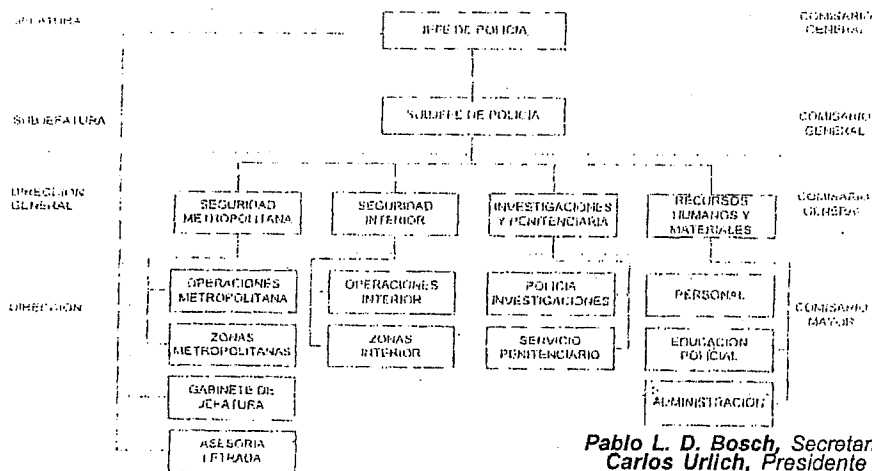 JEFATURA
JEFE DE POLICIA
COMISARIO
GENERAL
SUBJEFATURA
SUBJEFE DE POLICÍA
COMISARIO
GENERAL
DIRECCION
GENERAL
SEGURIDAD
METROPOLITANA
SEGURIDAD
INTERIOR
INVESTIGACIONES
Y PENITENCIARIA
RECURSOS
HUMANOS Y
MATERIALES
COMISARIO
GENERAL
DIRECCION
OPERACIONES
METROPOLITANA
OPERACIONES
INTERIOR
POLICIA
INVESTIGACIONES
PERSONAL
COMISARIO
MAYOR
ZONAS
METROPOLITANAS
ZONAS
INTERIOR
SERVICIO
PENITENCIARIO
EDUCACION
POLICIAL
GABINETE DE
JEFATURA
ADMINISTRACIÓN
ASESORIA
LETRADA
Pablo L. D. Bosch, Secretar
Carlos Urlich, Presidente